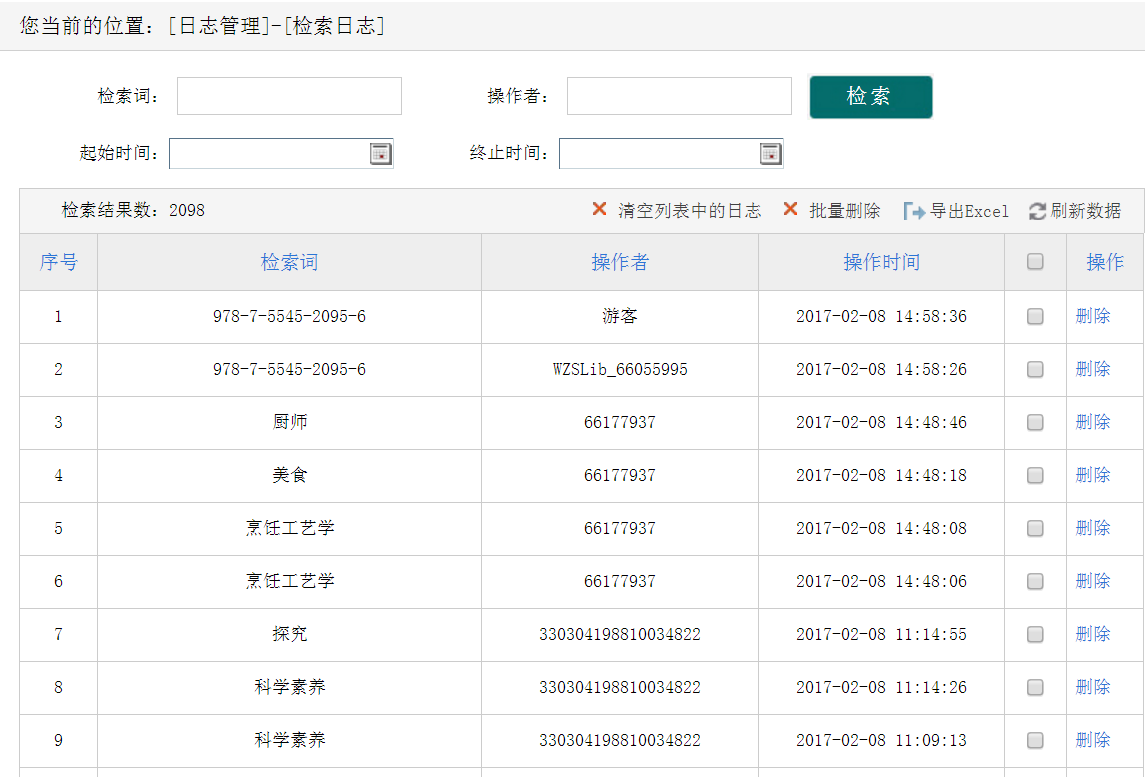 您当前的位置：[日志管理]-[检索日志]
检索词： 操作者： 检索
起始时间： 终止时间：
检索结果数：2098 清空列表中的日志 批量删除 导出Excel 刷新数据
序号 检索词 操作者 操作时间 操作
1 978-7-5545-2095-6 游客 2017-02-08 14:58:36 删除
2 978-7-5545-2095-6 WZSLib_66055995 2017-02-08 14:58:26 删除
3 厨师 66177937 2017-02-08 14:48:46 删除
4 美食 66177937 2017-02-08 14:48:18 删除
5 烹饪工艺学 66177937 2017-02-08 14:48:08 删除
6 烹饪工艺学 66177937 2017-02-08 14:48:06 删除
7 探究 330304198810034822 2017-02-08 11:14:55 删除
8 科学素养 330304198810034822 2017-02-08 11:14:26 删除
9 科学素养 330304198810034822 2017-02-08 11:09:13 删除